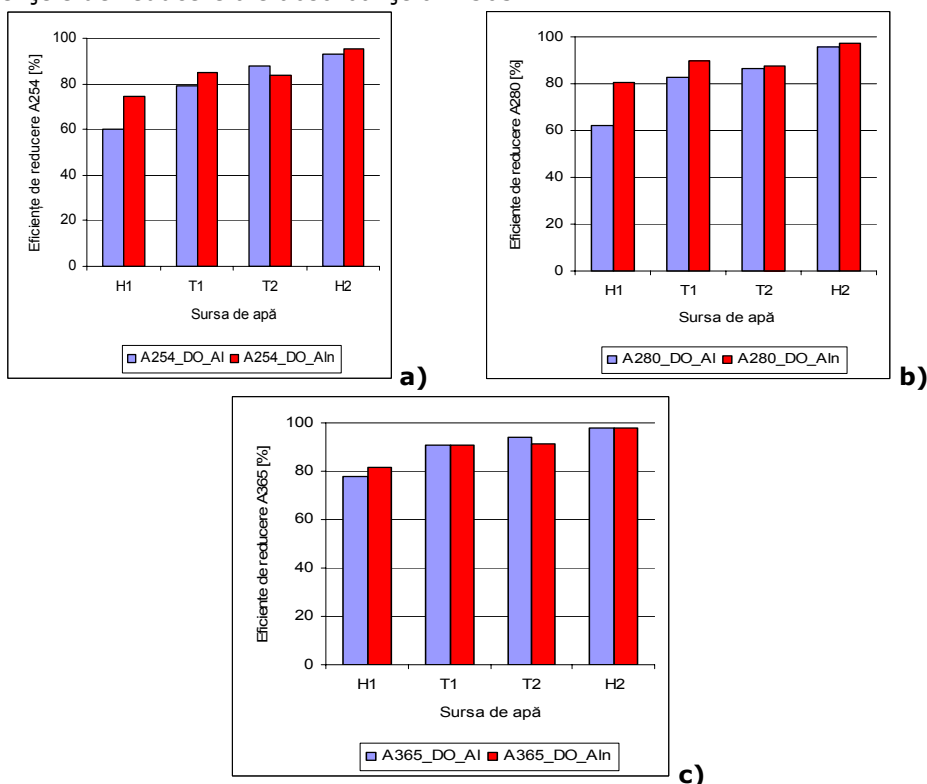 Eficienţe de reducere A254 [%]
100
80
60
40
20
0
H1 T1 T2 H2
Sursa de apă
A254_DO_Al A254_DO_Aln
a)
Eficiente de reducere A280 [%]
100
80
60
40
20
0
H1 T1 T2 H2
Sursa de apă
A280_DO_Al A280_DO_Aln
b)
Eficiente de reducere A365 [%]
100
80
60
40
20
0
H1 T1 T2 H2
Sursa de apă
A365_DO_Al A365_DO_Aln
c)